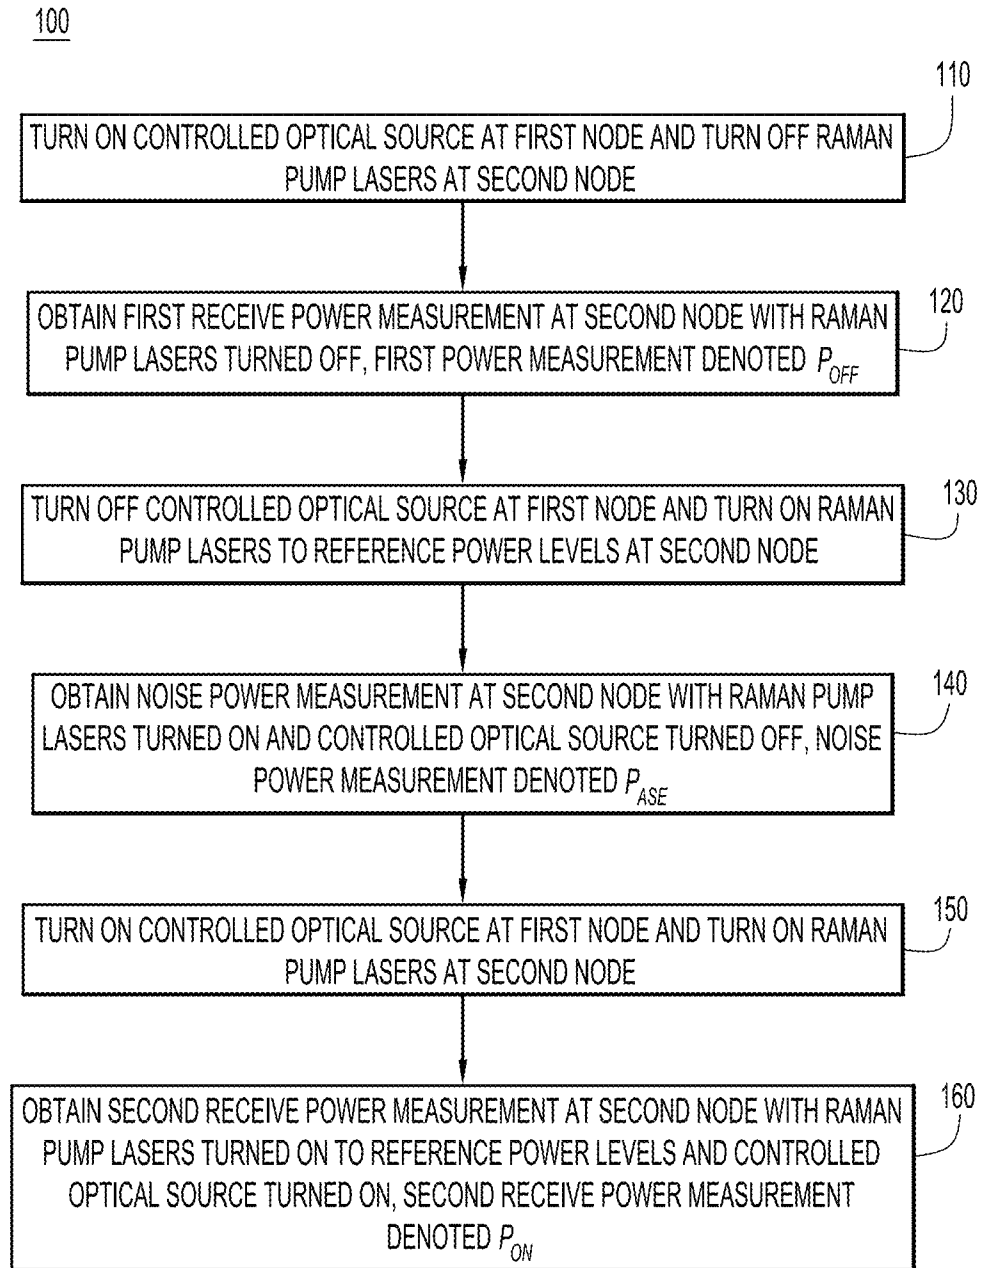 100
110
TURN ON CONTROLLED OPTICAL SOURCE AT FIRST NODE AND TURN OFF RAMAN
PUMP LASERS AT SECOND NODE
120
OBTAIN FIRST RECEIVE POWER MEASUREMENT AT SECOND NODE WITH RAMAN
PUMP LASERS TURNED OFF, FIRST POWER MEASUREMENT DENOTED P_OFF
130
TURN OFF CONTROLLED OPTICAL SOURCE AT FIRST NODE AND TURN ON RAMAN
PUMP LASERS TO REFERENCE POWER LEVELS AT SECOND NODE
140
OBTAIN NOISE POWER MEASUREMENT AT SECOND NODE WITH RAMAN PUMP
LASERS TURNED ON AND CONTROLLED OPTICAL SOURCE TURNED OFF, NOISE
POWER MEASUREMENT DENOTED P_ASE
150
TURN ON CONTROLLED OPTICAL SOURCE AT FIRST NODE AND TURN ON RAMAN
PUMP LASERS AT SECOND NODE
160
OBTAIN SECOND RECEIVE POWER MEASUREMENT AT SECOND NODE WITH RAMAN
PUMP LASERS TURNED ON TO REFERENCE POWER LEVELS AND CONTROLLED
OPTICAL SOURCE TURNED ON, SECOND RECEIVE POWER MEASUREMENT
DENOTED P_ON